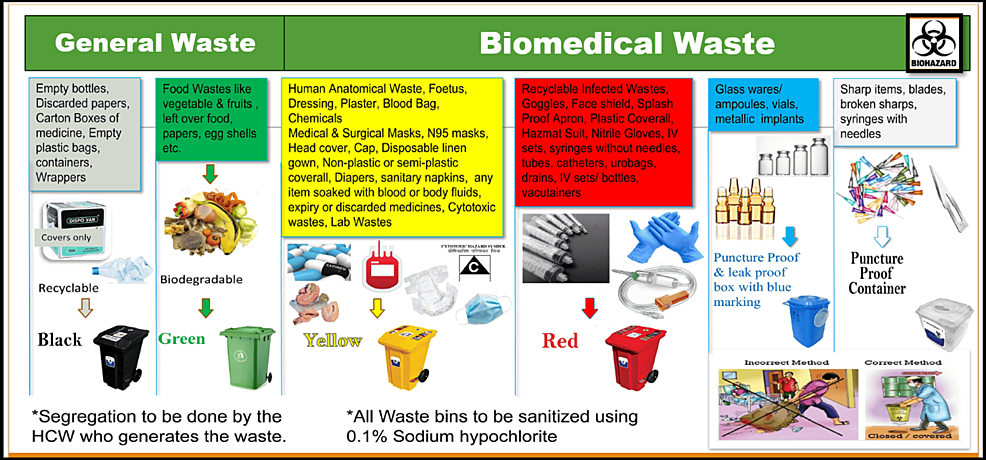 General Waste
Biomedical Waste
BIOHAZARD
Empty bottles,
Discarded papers,
Carton Boxes of
medicine, Empty
plastic bags,
containers,
Wrappers
Food Wastes like
vegetable & fruits ,
left over food,
papers, egg shells
etc.
Human Anatomical Waste, Foetus,
Dressing, Plaster, Blood Bag,
Chemicals
Medical & Surgical Masks, N95 masks,
Head cover, Cap, Disposable linen
gown, Non-plastic or semi-plastic
coverall, Diapers, sanitary napkins, any
item soaked with blood or body fluids,
expiry or discarded medicines, Cytotoxic
wastes, Lab Wastes
Recyclable Infected Wastes,
Goggles, Face shield, Splash
Proof Apron, Plastic Coverall,
Hazmat Suit, Nitrile Gloves, IV
sets, syringes without needles,
tubes, catheters, urobags,
drains, IV sets/ bottles,
vacutainers
Glass wares/
ampoules, vials,
metallic implants
Sharp items, blades,
broken sharps,
syringes with
needles
DISPO VAN
Covers only
Recyclable
Black
Biodegradable
Green
CYTOTOXIC HAZARD SYMBOL
C
Yellow
Red
Puncture Proof
& leak proof
box with blue
marking
Puncture
Proof
Container
Incorrect Method
Correct Method
Closed / covered
*Segregation to be done by the
HCW who generates the waste.
*All Waste bins to be sanitized using
0.1% Sodium hypochlorite